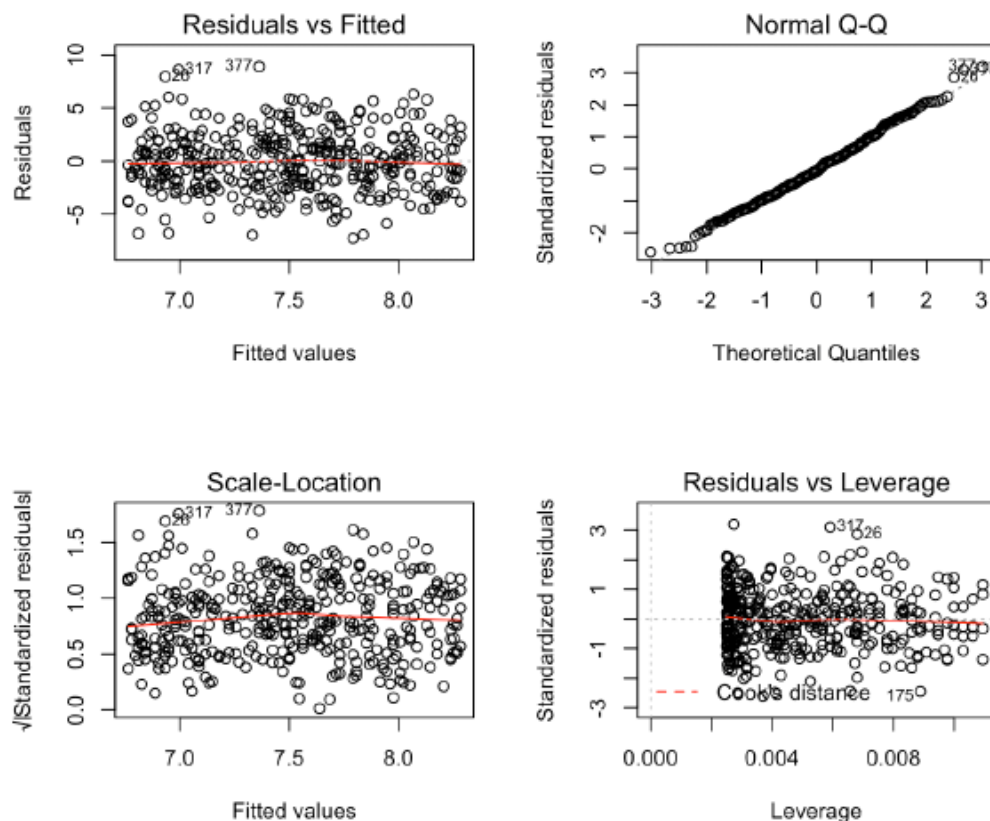 Residuals vs Fitted
Residuals
10
5
0
-5
317
377
26
7.0 7.5 8.0
Fitted values
Normal Q-Q
Standardized residuals
3
2
1
0
-2
377
26
-3 -2 -1 0 1 2 3
Theoretical Quantiles
Scale-Location
√|Standardized residuals|
1.5
1.0
0.5
0.0
317
377
26
7.0 7.5 8.0
Fitted values
Residuals vs Leverage
Standardized residuals
3
1
-1
-3
317
26
175
Cook's distance
0.000 0.004 0.008
Leverage